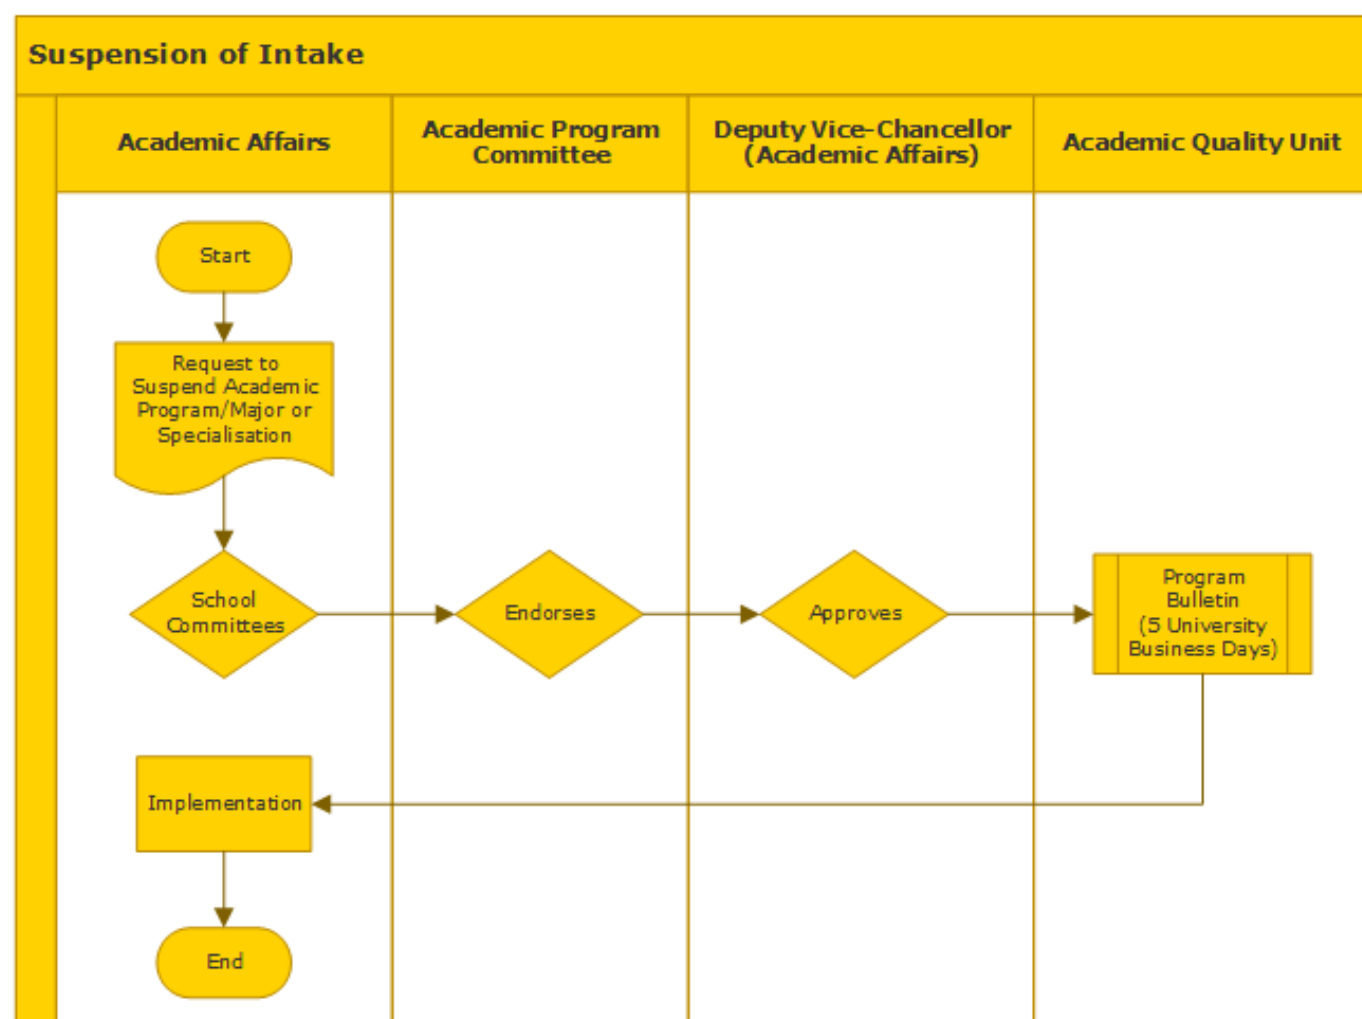 Suspension of Intake
Academic Affairs
Academic Program
Committee
Deputy Vice-Chancellor
(Academic Affairs)
Academic Quality Unit
Start
Request to
Suspend Academic
Program/Major or
Specialisation
School
Committees
Endorses
Approves
Program
Bulletin
(5 University
Business Days)
Implementation
End